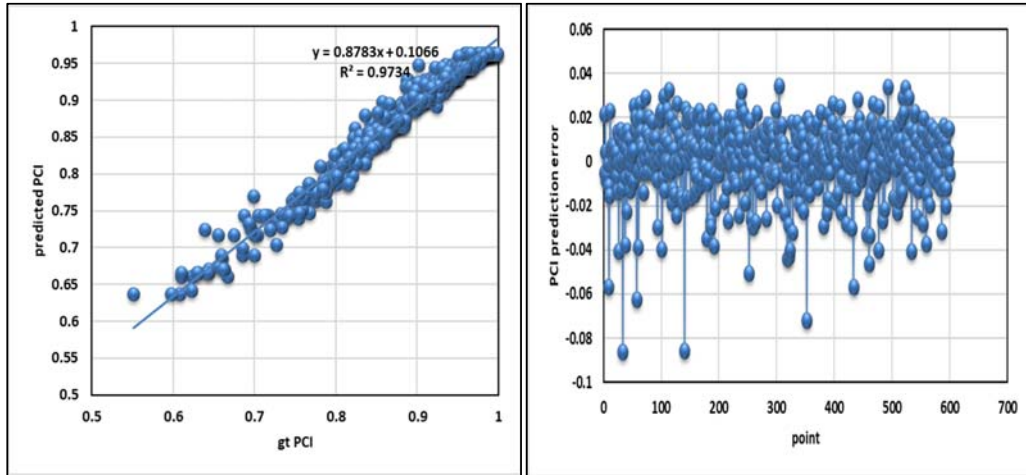 1
0.95
0.9
0.85
0.8
0.75
0.7
0.65
0.6
0.55
0.5
predicted PCI
y = 0.8783x + 0.1066
R² = 0.9734
0.5 0.6 0.7 0.8 0.9 1
gt PCI
0.06
0.04
0.02
0
-0.02
-0.04
-0.06
-0.08
-0.1
PCI prediction error
0 100 200 300 400 500 600 700
point